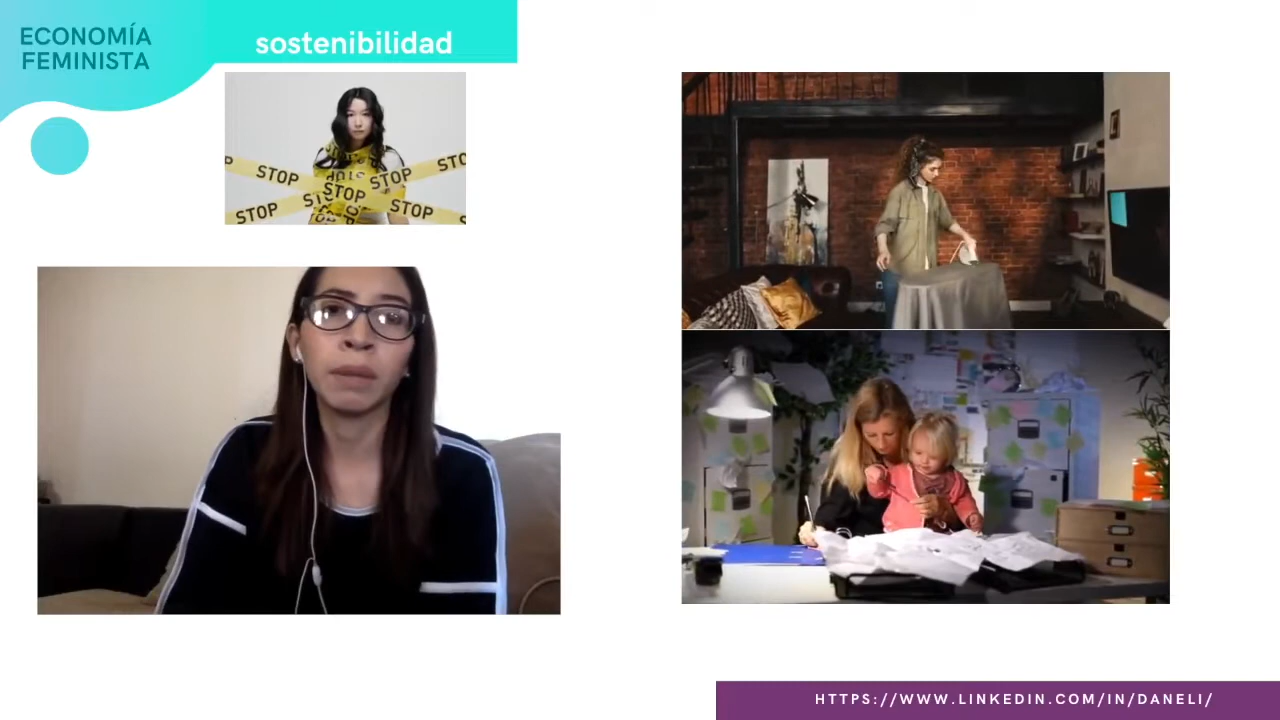 ECONOMÍA
FEMINISTA
sostenibilidad
STOP
STOP
STOP
STOP
STOP
STOP
HTTPS://WWW.LINKEDIN.COM/IN/DANELI/